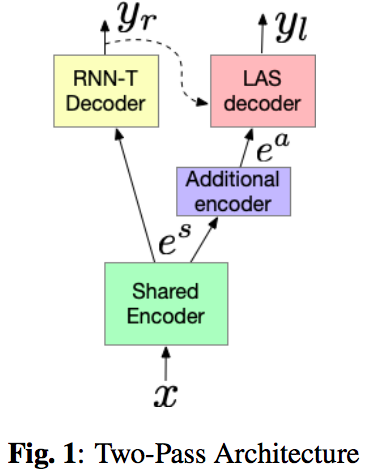 y_r
y_l
RNN-T
Decoder
LAS
decoder
e^a
Additional
encoder
e^s
Shared
Encoder
x
Fig. 1: Two-Pass Architecture